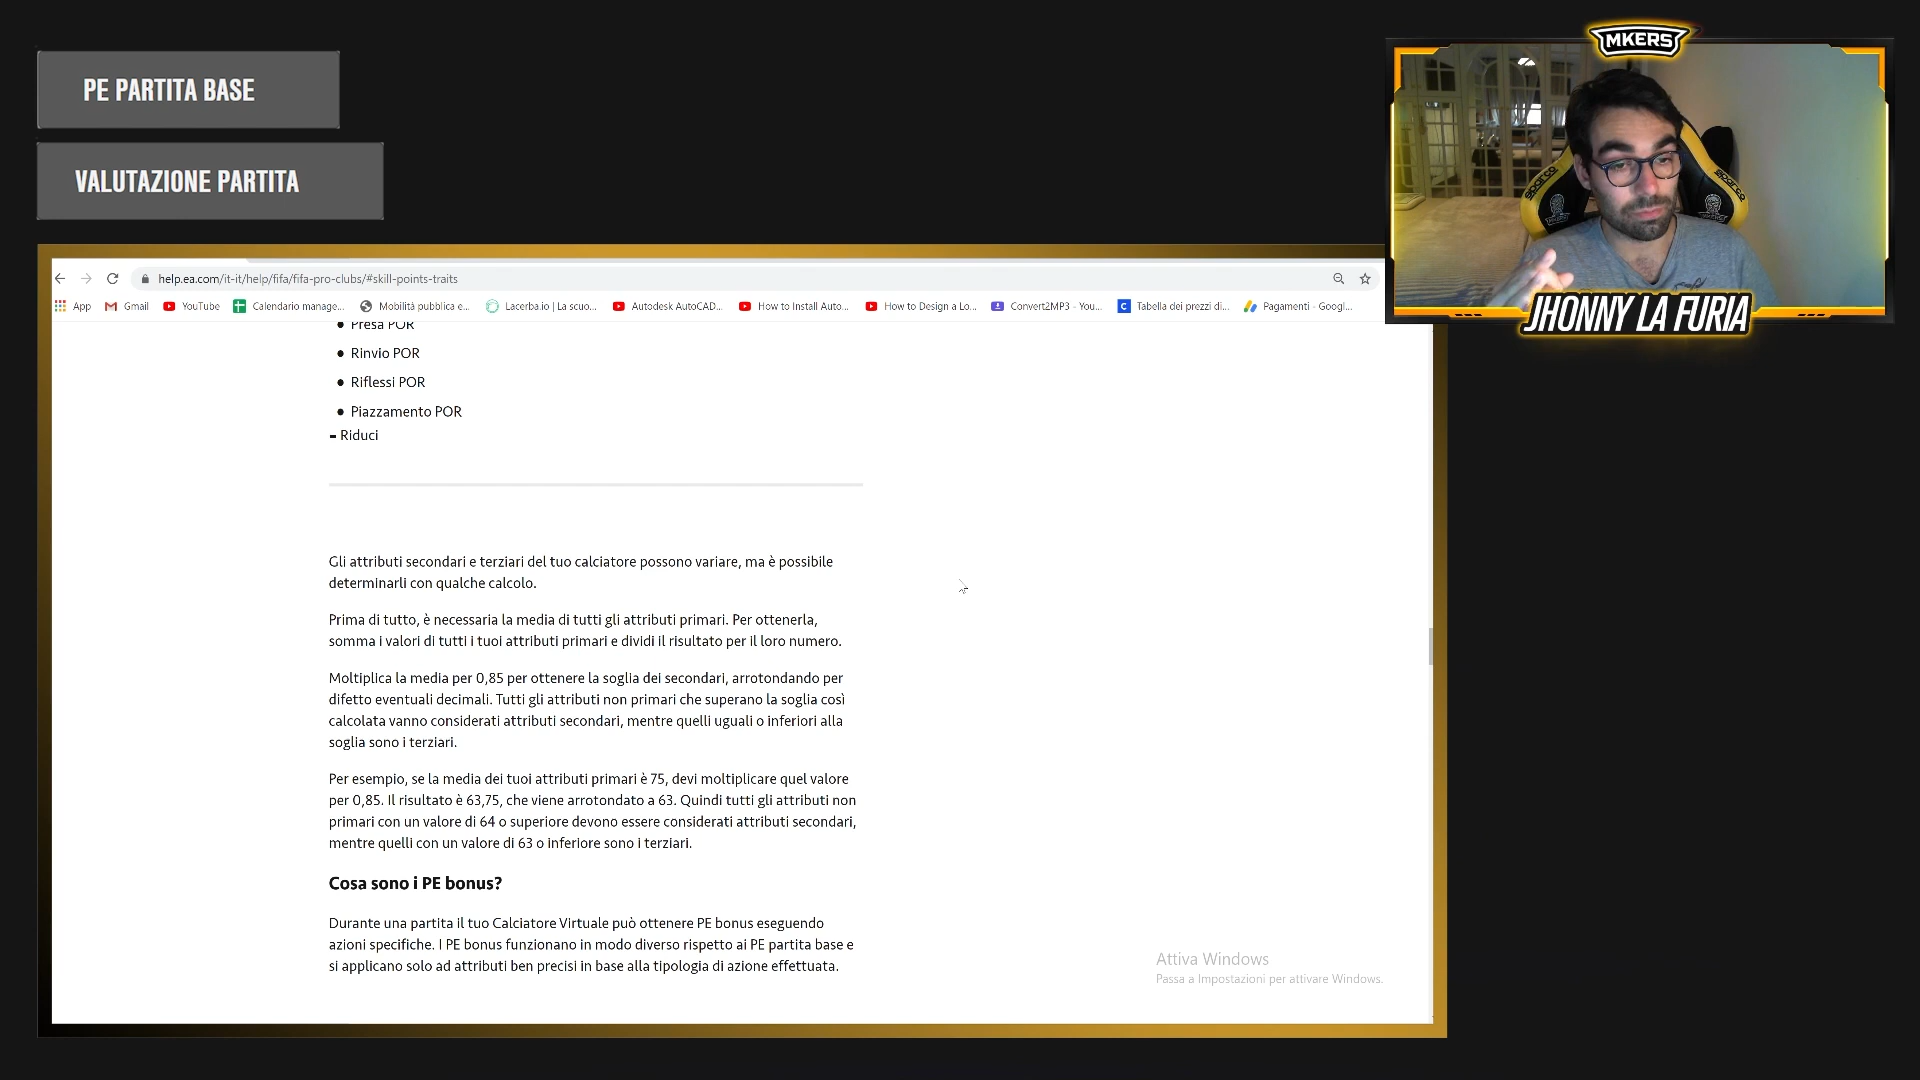 PE PARTITA BASE
VALUTAZIONE PARTITA
MKERS
sparco
sparco
JHONNY LA FURIA
help.ea.com/it-it/help/fifa/fifa-pro-clubs/#skill-points-traits
App Gmail YouTube Calendario manage... Mobilità pubblica e... Lacerba.io | La scuo... Autodesk AutoCAD... How to Install Auto... How to Design a Lo... Convert2MP3 - You... Tabella dei prezzi di... Pagamenti - Googl...
● Presa POR
● Rinvio POR
● Riflessi POR
● Piazzamento POR
– Riduci
Gli attributi secondari e terziari del tuo calciatore possono variare, ma è possibile
determinarli con qualche calcolo.
Prima di tutto, è necessaria la media di tutti gli attributi primari. Per ottenerla,
somma i valori di tutti i tuoi attributi primari e dividi il risultato per il loro numero.
Moltiplica la media per 0,85 per ottenere la soglia dei secondari, arrotondando per
difetto eventuali decimali. Tutti gli attributi non primari che superano la soglia così
calcolata vanno considerati attributi secondari, mentre quelli uguali o inferiori alla
soglia sono i terziari.
Per esempio, se la media dei tuoi attributi primari è 75, devi moltiplicare quel valore
per 0,85. Il risultato è 63,75, che viene arrotondato a 63. Quindi tutti gli attributi non
primari con un valore di 64 o superiore devono essere considerati attributi secondari,
mentre quelli con un valore di 63 o inferiore sono i terziari.
Cosa sono i PE bonus?
Durante una partita il tuo Calciatore Virtuale può ottenere PE bonus eseguendo
azioni specifiche. I PE bonus funzionano in modo diverso rispetto ai PE partita base e
si applicano solo ad attributi ben precisi in base alla tipologia di azione effettuata.
Attiva Windows
Passa a Impostazioni per attivare Windows.